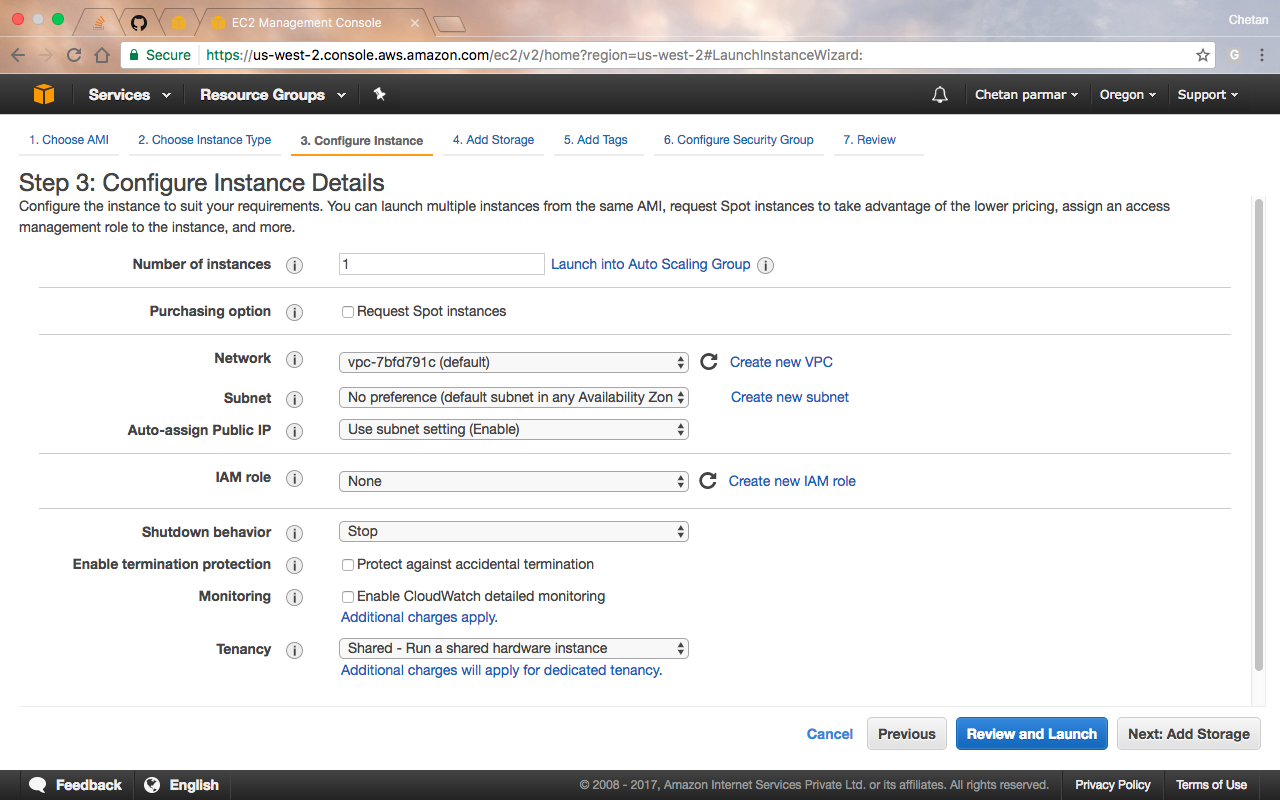 EC2 Management Console
Chetan
Secure https://us-west-2.console.aws.amazon.com/ec2/v2/home?region=us-west-2#LaunchInstanceWizard:
G
Services Resource Groups Chetan parmar Oregon Support
1. Choose AMI 2. Choose Instance Type 3. Configure Instance 4. Add Storage 5. Add Tags 6. Configure Security Group 7. Review
Step 3: Configure Instance Details
Configure the instance to suit your requirements. You can launch multiple instances from the same AMI, request Spot instances to take advantage of the lower pricing, assign an access
management role to the instance, and more.
Number of instances i 1 Launch into Auto Scaling Group i
Purchasing option i Request Spot instances
Network i vpc-7bfd791c (default) Create new VPC
Subnet i No preference (default subnet in any Availability Zon Create new subnet
Auto-assign Public IP i Use subnet setting (Enable)
IAM role i None Create new IAM role
Shutdown behavior i Stop
Enable termination protection i Protect against accidental termination
Monitoring i Enable CloudWatch detailed monitoring
Additional charges apply.
Tenancy i Shared - Run a shared hardware instance
Additional charges will apply for dedicated tenancy.
Cancel Previous Review and Launch Next: Add Storage
Feedback English © 2008 - 2017, Amazon Internet Services Private Ltd. or its affiliates. All rights reserved. Privacy Policy Terms of Use